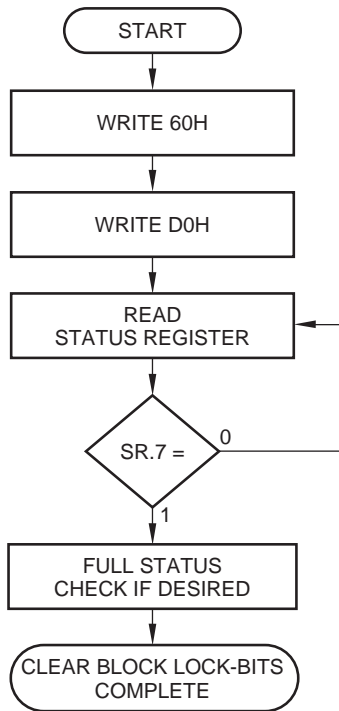 START
WRITE 60H
WRITE D0H
READ
STATUS REGISTER
SR.7 =
0
1
FULL STATUS
CHECK IF DESIRED
CLEAR BLOCK LOCK-BITS
COMPLETE